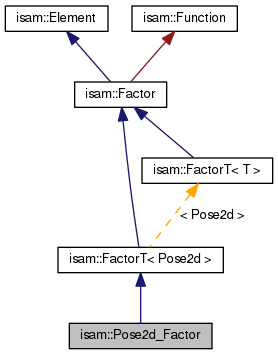 isam::Element
isam::Function
isam::Factor
isam::FactorT< T >
< Pose2d >
isam::FactorT< Pose2d >
isam::Pose2d_Factor